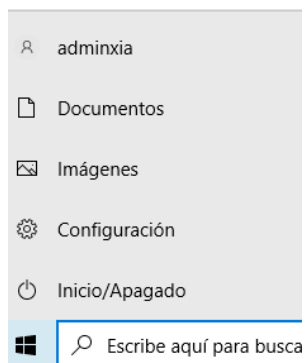 adminxia
Documentos
Imágenes
Configuración
Inicio/Apagado
Escribe aquí para busca